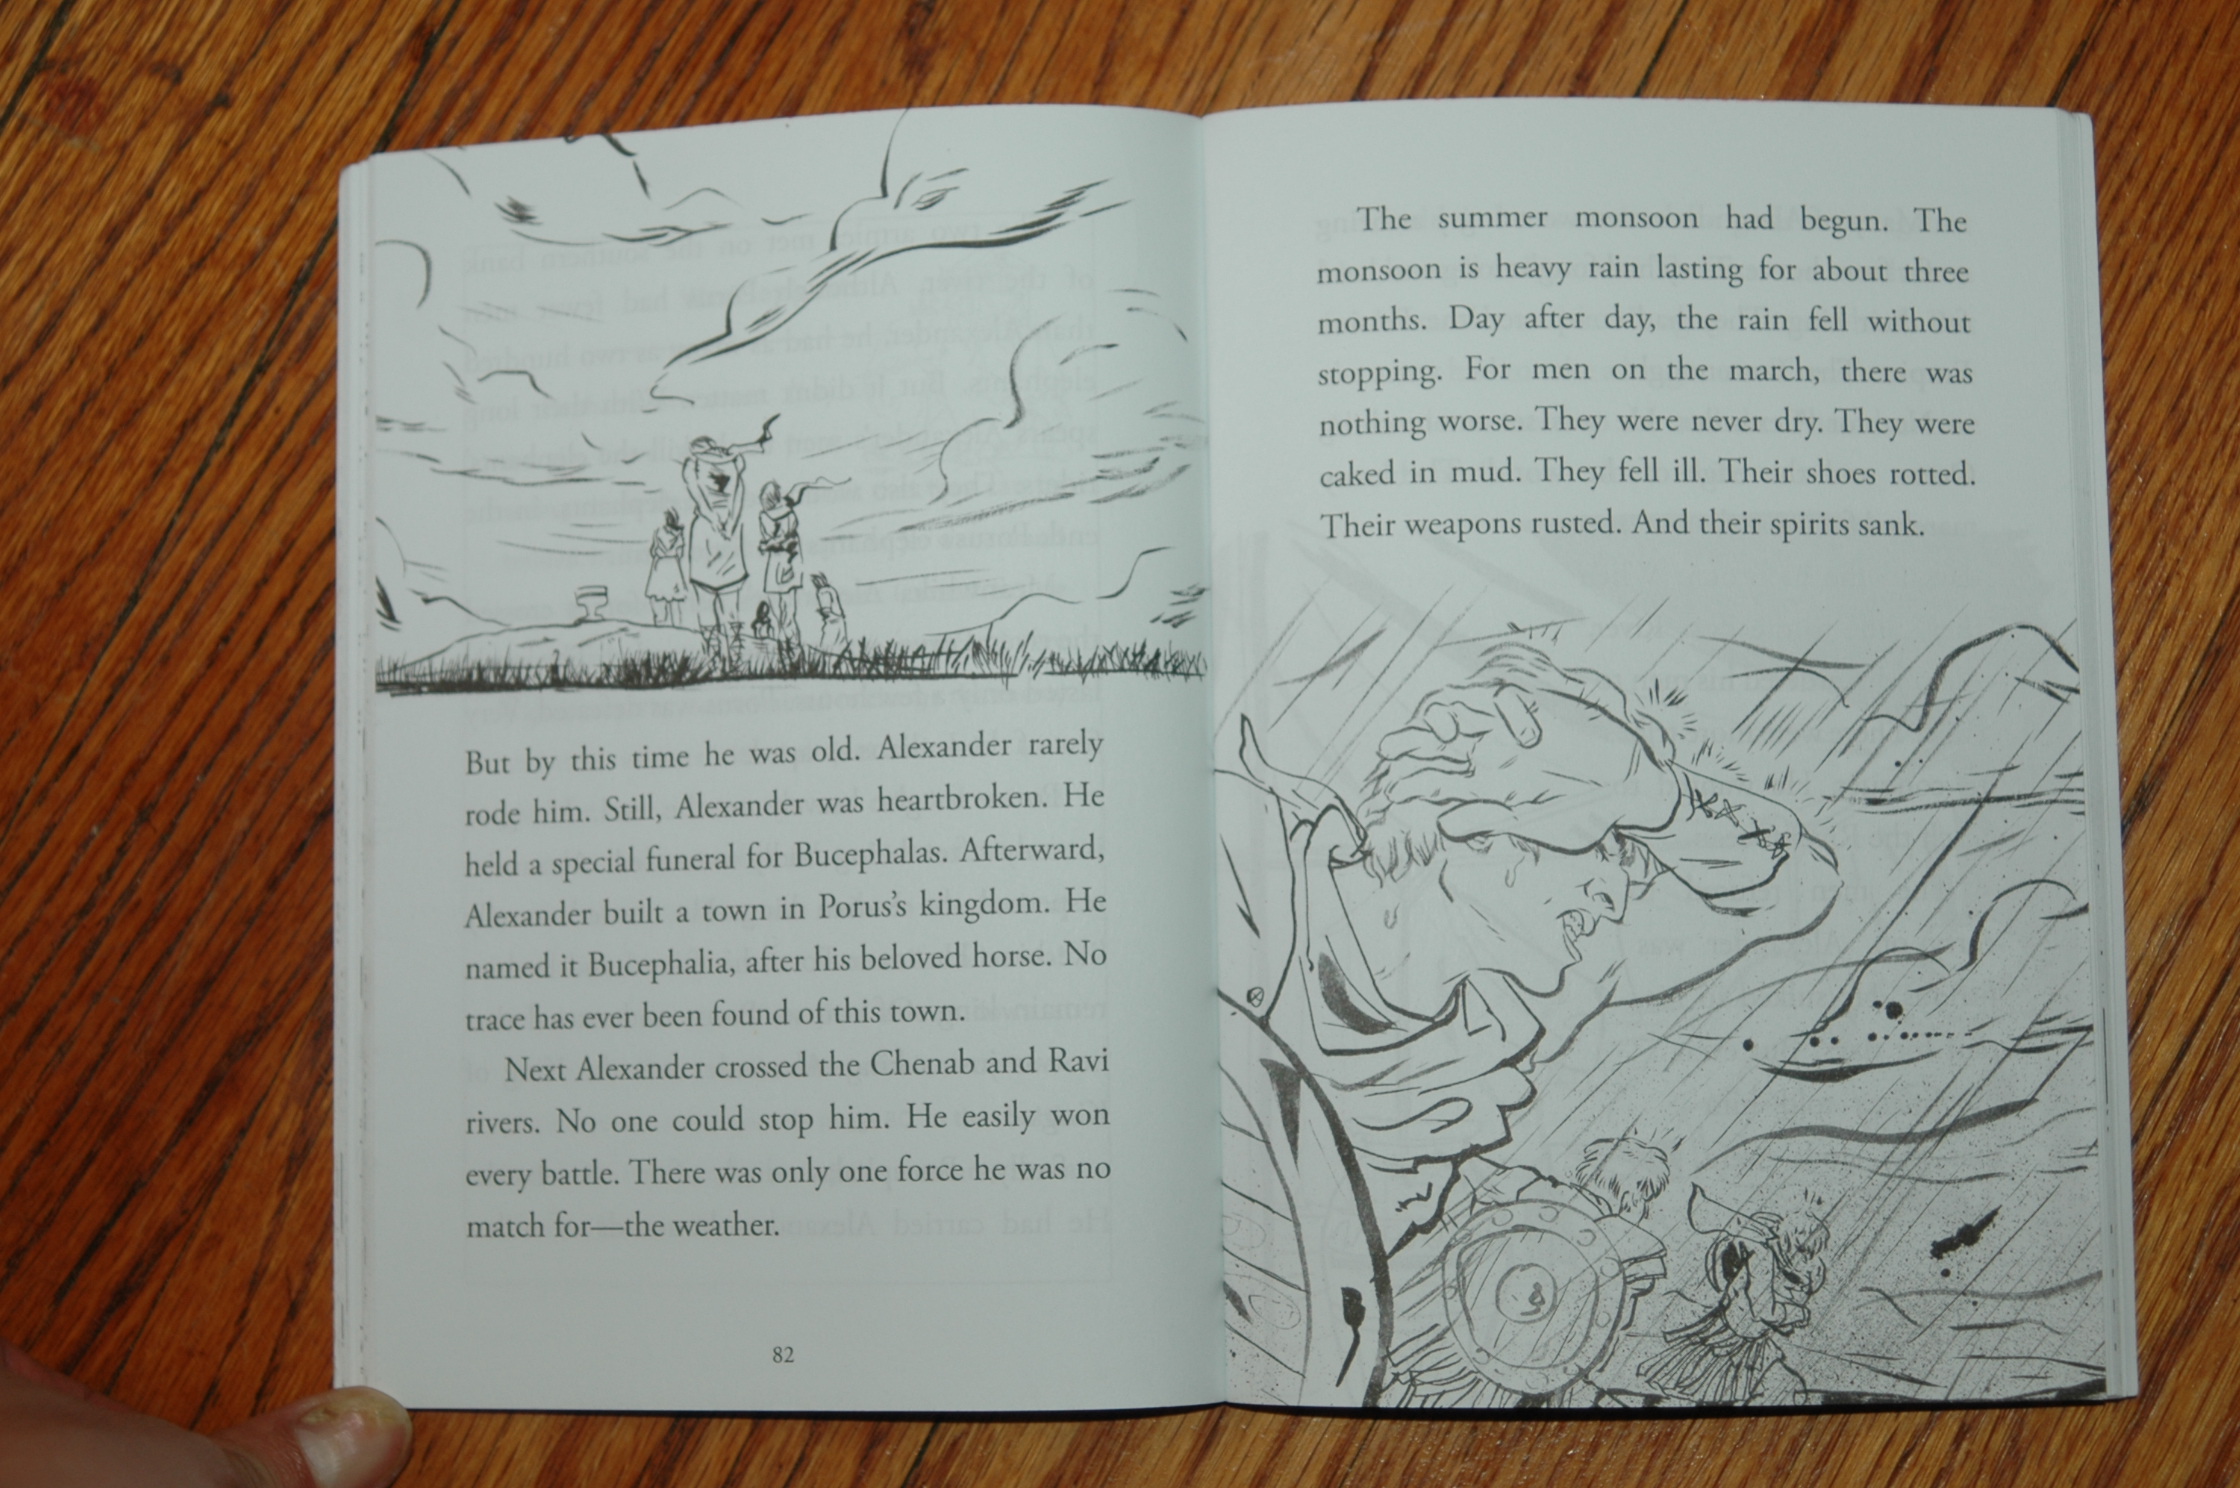 But by this time he was old. Alexander rarely
rode him. Still, Alexander was heartbroken. He
held a special funeral for Bucephalas. Afterward,
Alexander built a town in Porus's kingdom. He
named it Bucephalia, after his beloved horse. No
trace has ever been found of this town.
Next Alexander crossed the Chenab and Ravi
rivers. No one could stop him. He easily won
every battle. There was only one force he was no
match for—the weather.
82
The summer monsoon had begun. The
monsoon is heavy rain lasting for about three
months. Day after day, the rain fell without
stopping. For men on the march, there was
nothing worse. They were never dry. They were
caked in mud. They fell ill. Their shoes rotted.
Their weapons rusted. And their spirits sank.